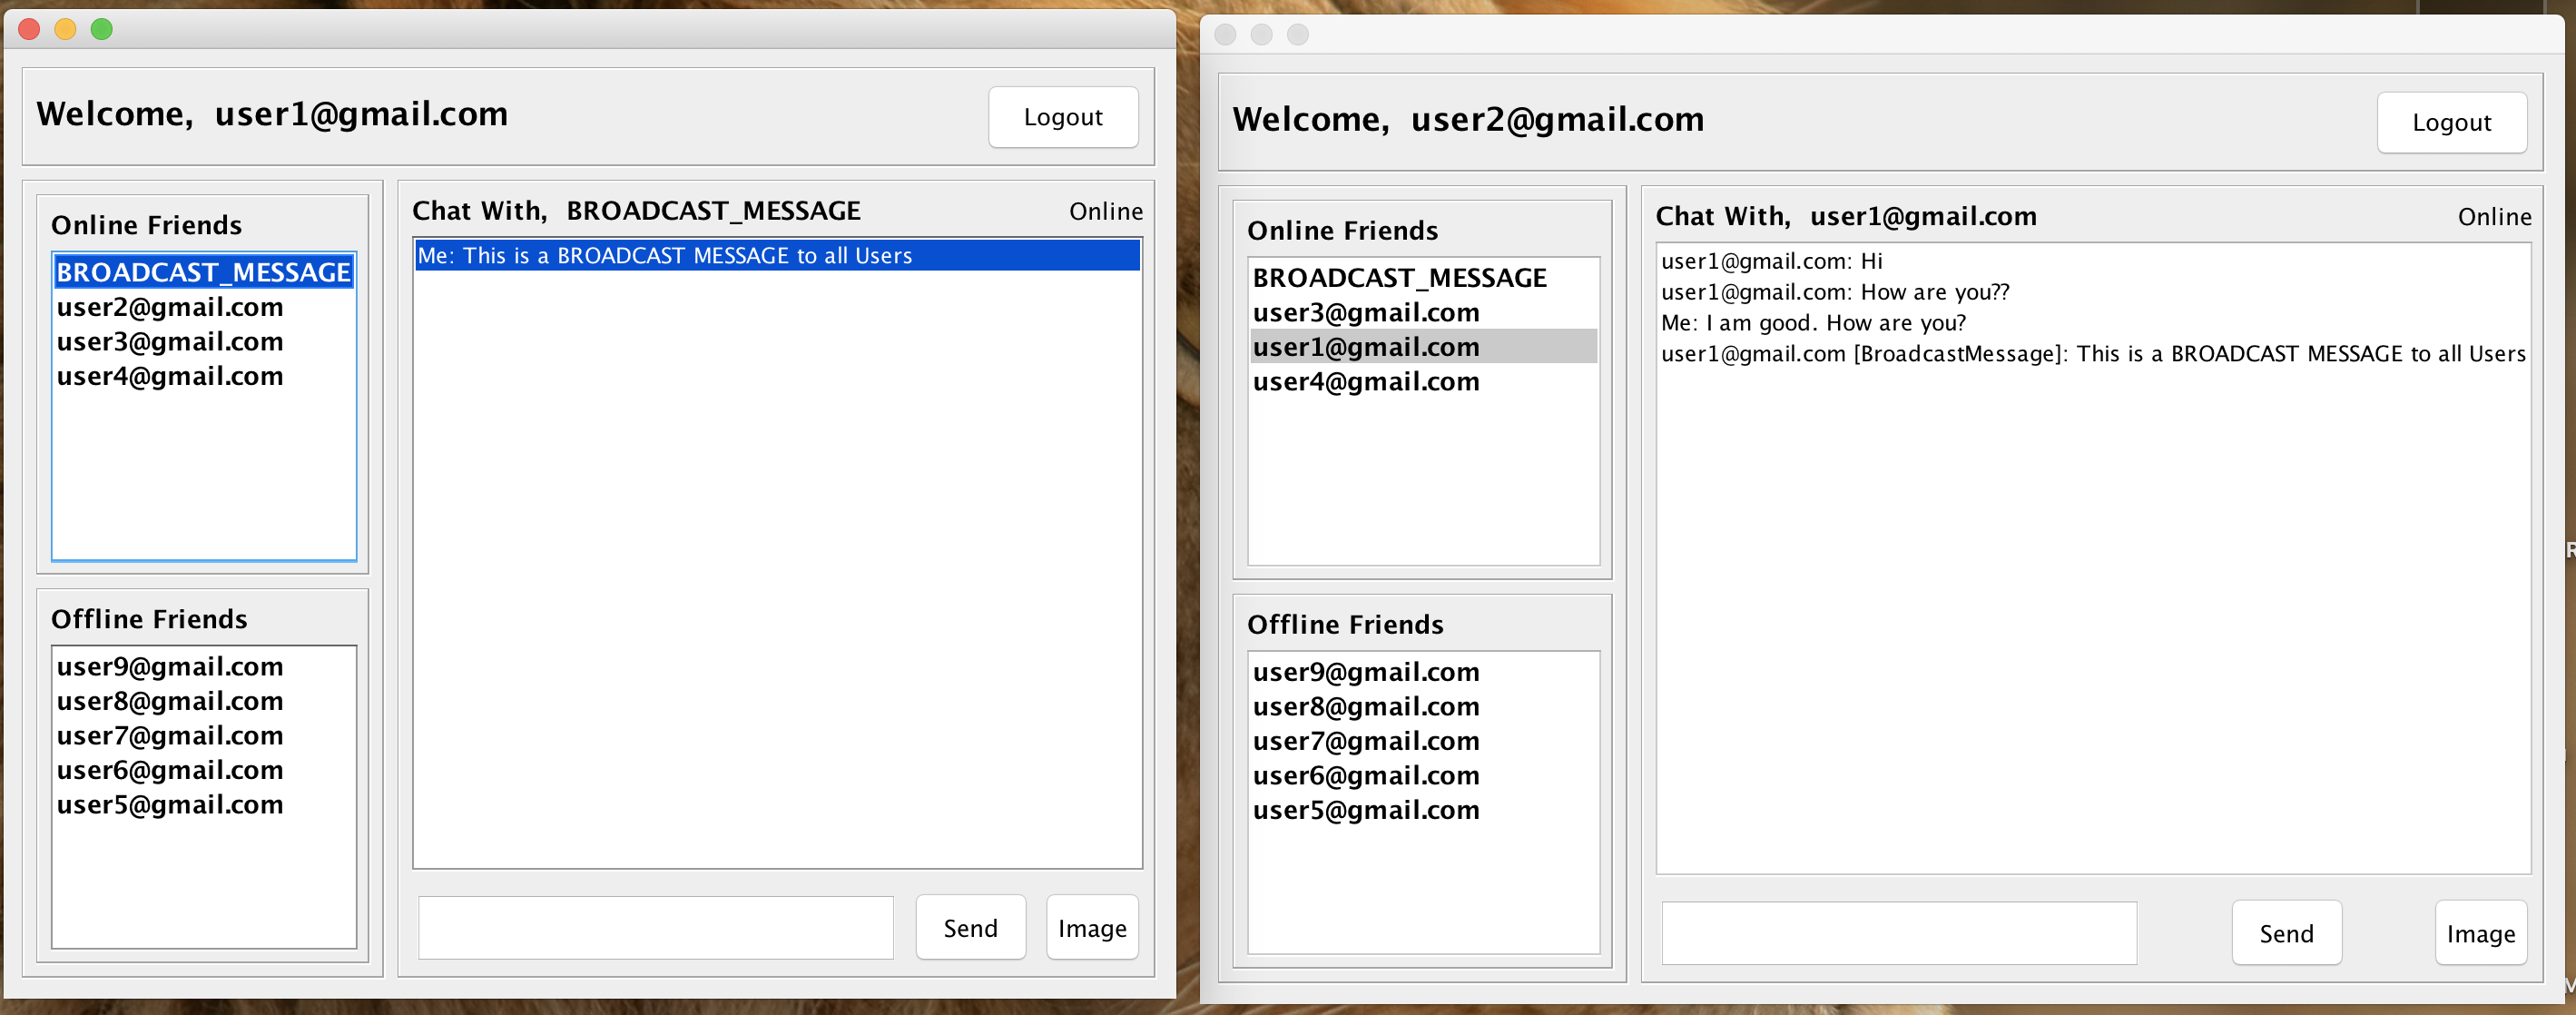 Welcome,  user1@gmail.com
Logout
Online Friends
BROADCAST_MESSAGE
user2@gmail.com
user3@gmail.com
user4@gmail.com
Offline Friends
user9@gmail.com
user8@gmail.com
user7@gmail.com
user6@gmail.com
user5@gmail.com
Chat With,  BROADCAST_MESSAGE
Online
Me: This is a BROADCAST MESSAGE to all Users
Send
Image
Welcome,  user2@gmail.com
Logout
Online Friends
BROADCAST_MESSAGE
user3@gmail.com
user1@gmail.com
user4@gmail.com
Offline Friends
user9@gmail.com
user8@gmail.com
user7@gmail.com
user6@gmail.com
user5@gmail.com
Chat With,  user1@gmail.com
Online
user1@gmail.com: Hi
user1@gmail.com: How are you??
Me: I am good. How are you?
user1@gmail.com [BroadcastMessage]: This is a BROADCAST MESSAGE to all Users
Send
Image